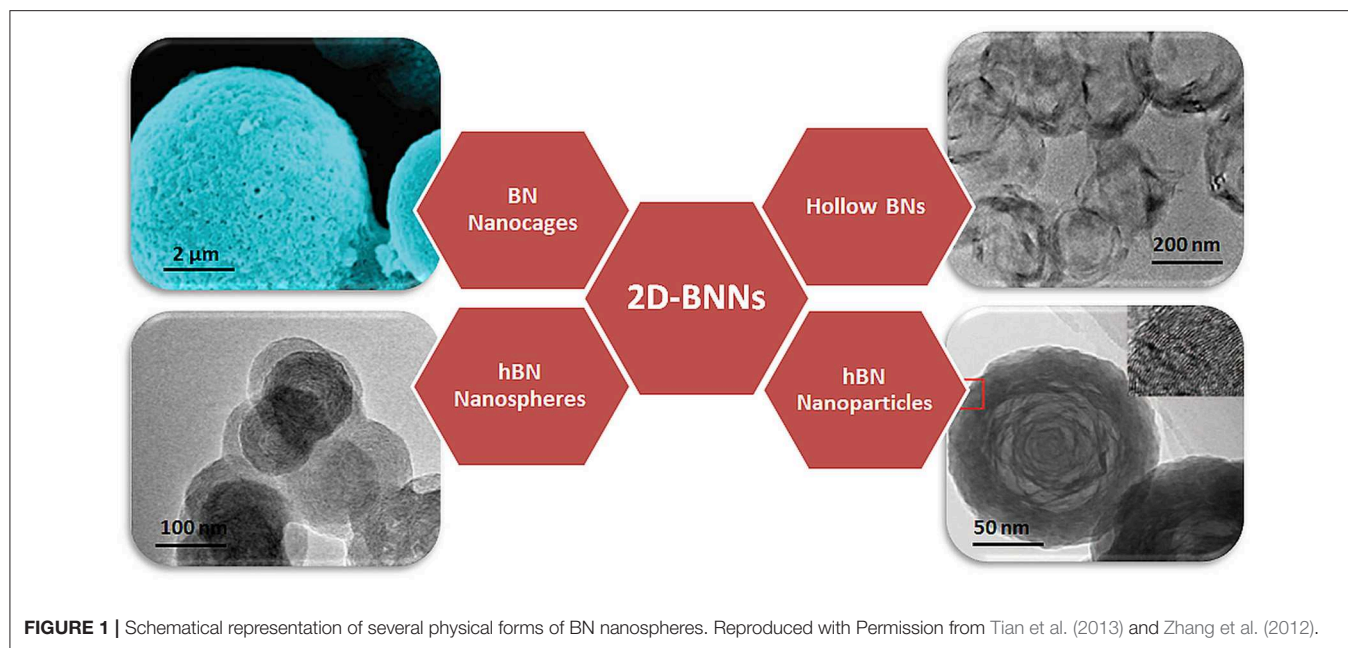 2 µm
BN
Nanocages
Hollow BNs
200 nm
2D-BNNs
hBN
Nanospheres
hBN
Nanoparticles
100 nm
50 nm
FIGURE 1 | Schematical representation of several physical forms of BN nanospheres. Reproduced with Permission from Tian et al. (2013) and Zhang et al. (2012).